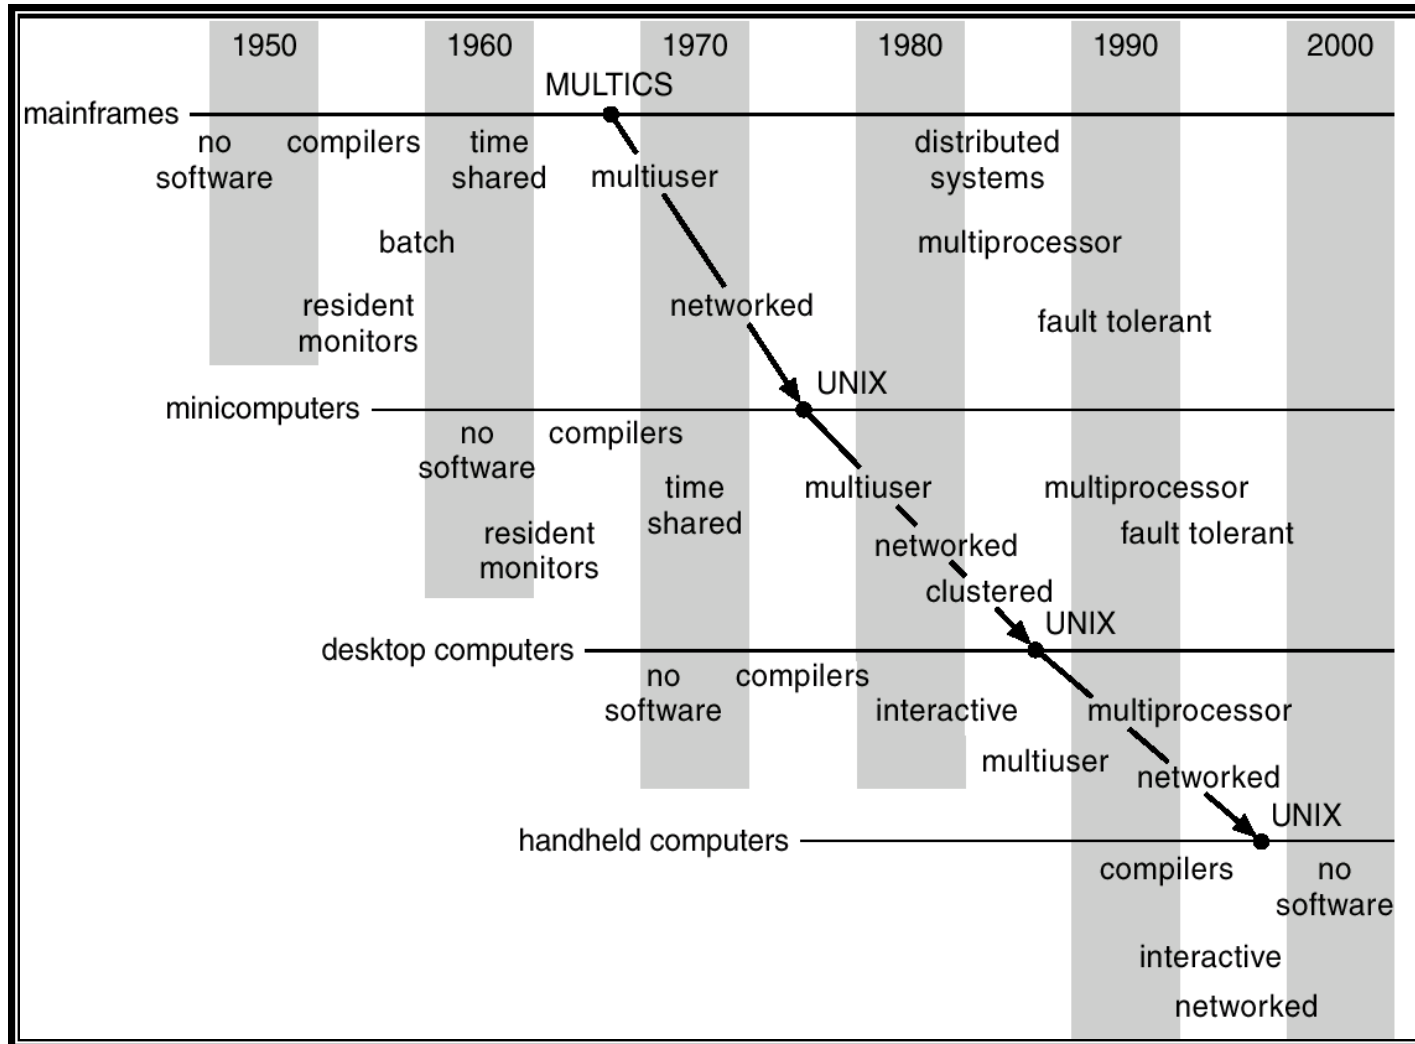 1950 1960 1970 1980 1990 2000
MULTICS
mainframes
no compilers time distributed
software shared multiuser systems
batch multiprocessor
resident networked
monitors fault tolerant
UNIX
minicomputers
no compilers
software time multiuser multiprocessor
shared
resident networked fault tolerant
monitors
clustered
UNIX
desktop computers
no compilers
software interactive multiprocessor
multiuser networked
UNIX
handheld computers
compilers no
software
interactive
networked